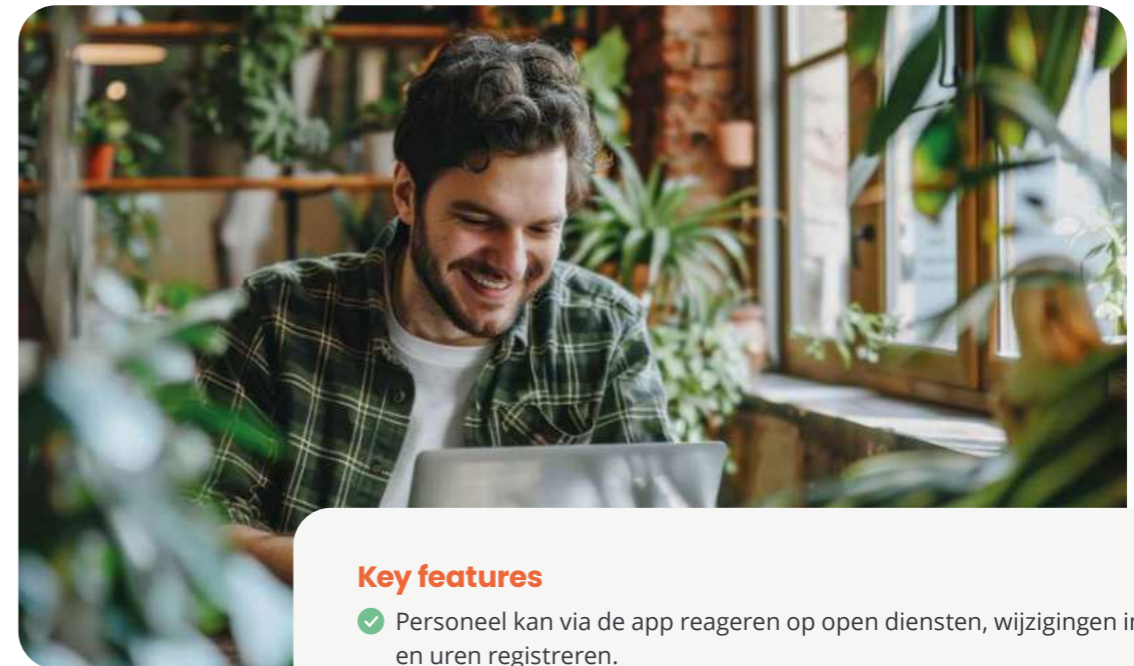 Key features
Personeel kan via de app reageren op open diensten, wijzigingen
en uren registreren.